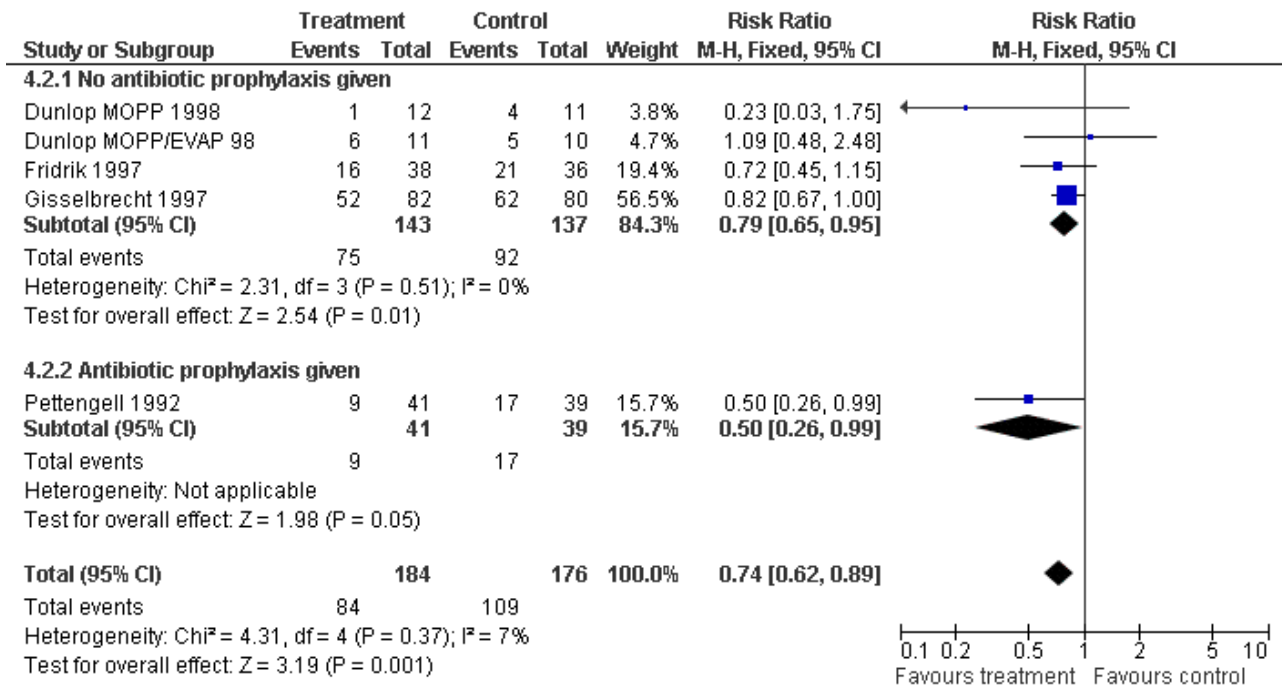 Treatment Control Risk Ratio Risk Ratio
Study or Subgroup Events Total Events Total Weight M-H, Fixed, 95% CI M-H, Fixed, 95% CI
4.2.1 No antibiotic prophylaxis given
Dunlop MOPP 1998 1 12 4 11 3.8% 0.23 [0.03, 1.75]
Dunlop MOPP/EVAP 98 6 11 5 10 4.7% 1.09 [0.48, 2.48]
Fridrik 1997 16 38 21 36 19.4% 0.72 [0.45, 1.15]
Gisselbrecht 1997 52 82 62 80 56.5% 0.82 [0.67, 1.00]
Subtotal (95% CI) 143 137 84.3% 0.79 [0.65, 0.95]
Total events 75 92
Heterogeneity: Chi² = 2.31, df = 3 (P = 0.51); I² = 0%
Test for overall effect: Z = 2.54 (P = 0.01)
4.2.2 Antibiotic prophylaxis given
Pettengell 1992 9 41 17 39 15.7% 0.50 [0.26, 0.99]
Subtotal (95% CI) 41 39 15.7% 0.50 [0.26, 0.99]
Total events 9 17
Heterogeneity: Not applicable
Test for overall effect: Z = 1.98 (P = 0.05)
Total (95% CI) 184 176 100.0% 0.74 [0.62, 0.89]
Total events 84 109
Heterogeneity: Chi² = 4.31, df = 4 (P = 0.37); I² = 7%
Test for overall effect: Z = 3.19 (P = 0.001)
0.1 0.2 0.5 1 2 5 10
Favours treatment Favours control